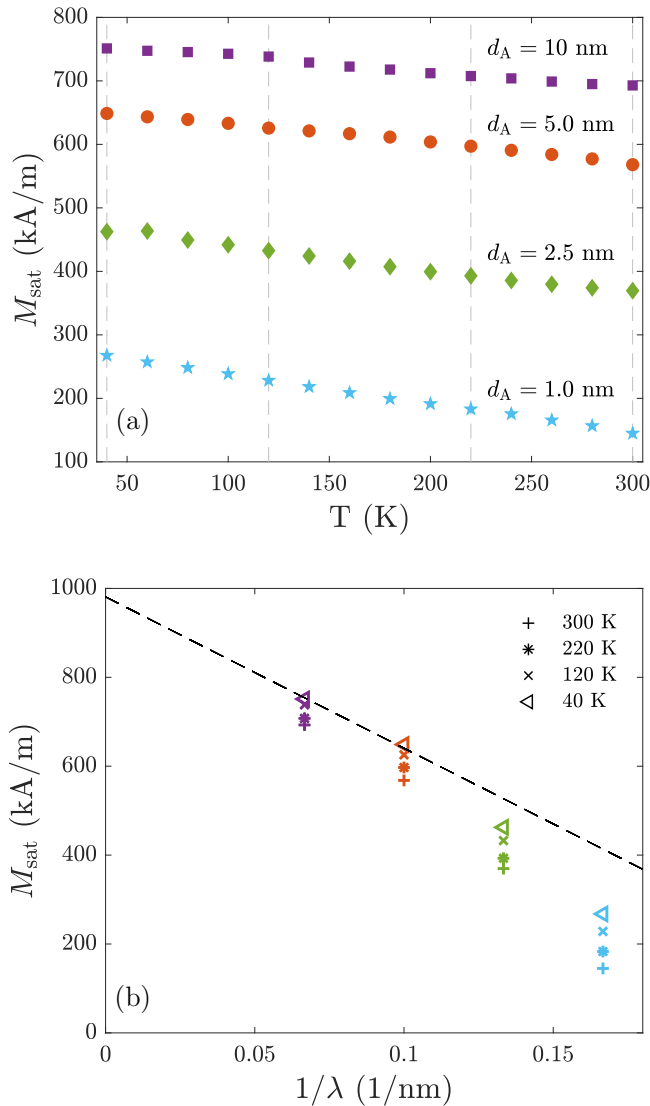 800
700
600
500
400
300
200
100
M_sat (kA/m)
d_A = 10 nm
d_A = 5.0 nm
d_A = 2.5 nm
d_A = 1.0 nm
(a)
50 100 150 200 250 300
T (K)
1000
800
600
400
200
0
M_sat (kA/m)
300 K
220 K
120 K
40 K
(b)
0 0.05 0.1 0.15
1/λ (1/nm)